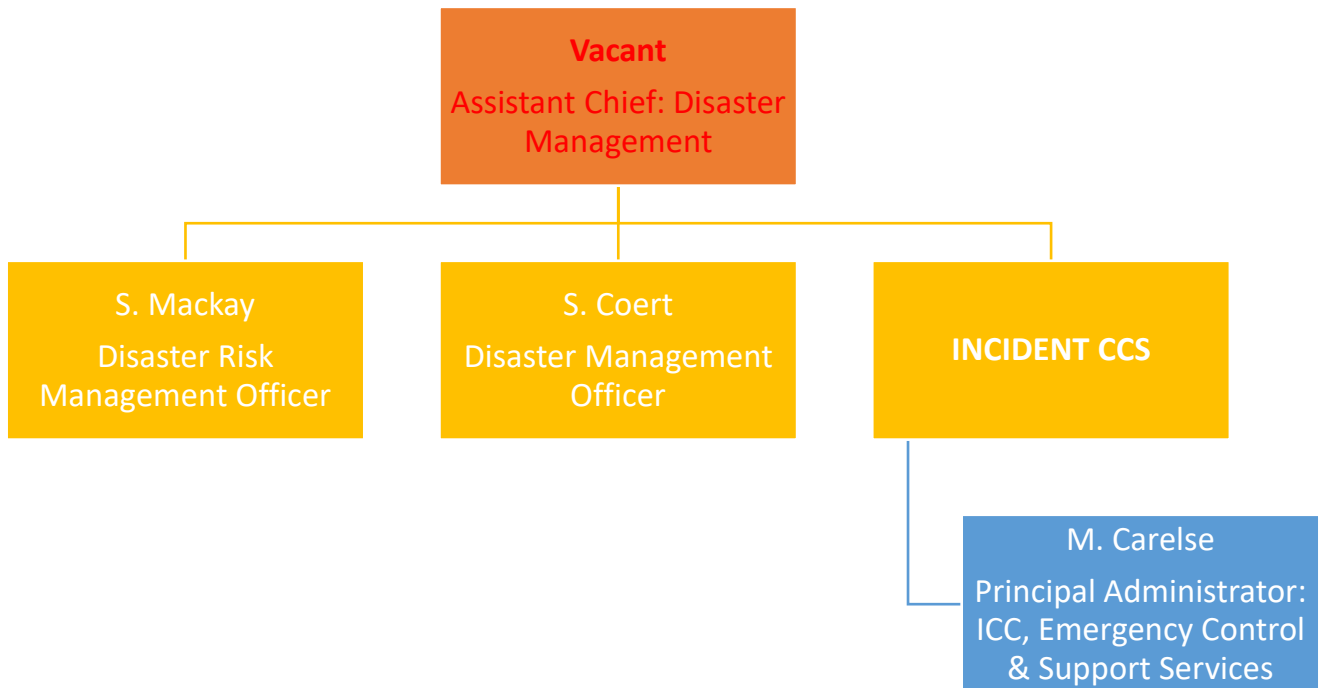 Vacant
Assistant Chief: Disaster
Management
S. Mackay
Disaster Risk
Management Officer
S. Coert
Disaster Management
Officer
INCIDENT CCS
M. Carelse
Principal Administrator:
ICC, Emergency Control
& Support Services